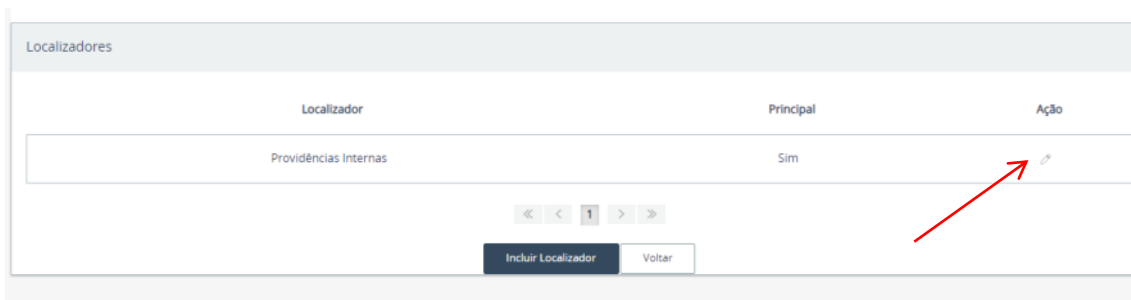 Localizadores
Localizador Principal Ação
Providências Internas Sim
« < 1 > »
Incluir Localizador Voltar